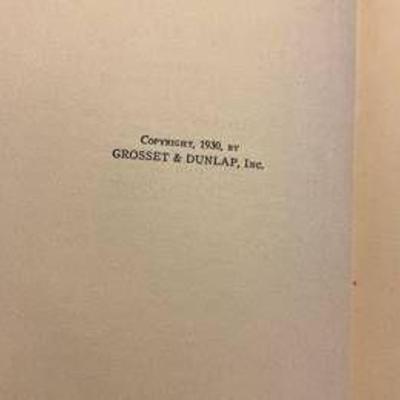 Copyright, 1930, by
GROSSET & DUNLAP, Inc.